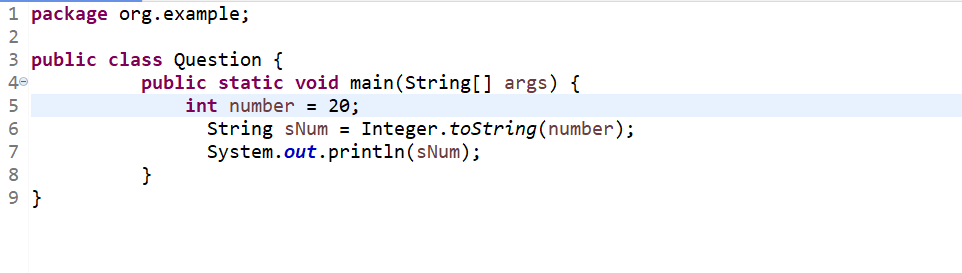 1 package org.example;
2
3 public class Question {
4 public static void main(String[] args) {
5 int number = 20;
6 String sNum = Integer.toString(number);
7 System.out.println(sNum);
8 }
9 }